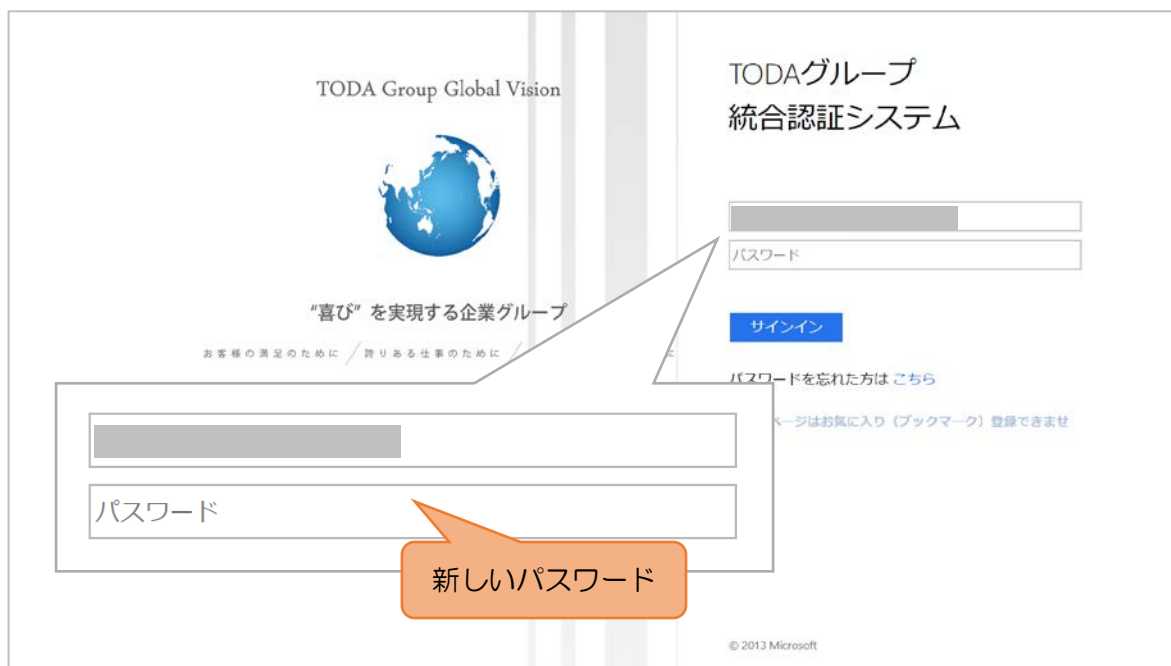 TODA Group Global Vision
“喜び” を実現する企業グループ
お客様の満足のために
誇りある仕事のために
TODAグループ
統合認証システム
パスワード
サインイン
パスワードを忘れた方は こちら
ページはお気に入り（ブックマーク）登録できませ
パスワード
新しいパスワード
© 2013 Microsoft